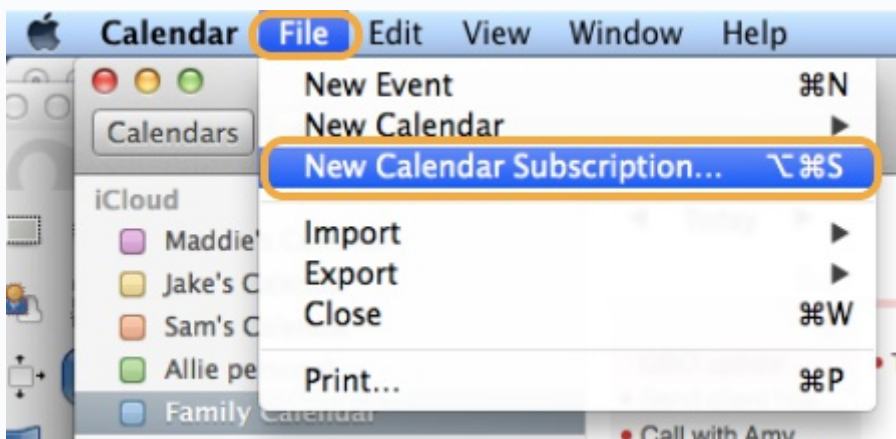 Calendar File Edit View Window Help
New Event ⌘N
Calendars
New Calendar ▶
New Calendar Subscription... ⌥⌘S
iCloud
Today
Maddie'
Import ▶
Jake's C
Export ▶
Sam's C
Close ⌘W
Allie pe
Print... ⌘P
Family Calendar
• Call with Amy